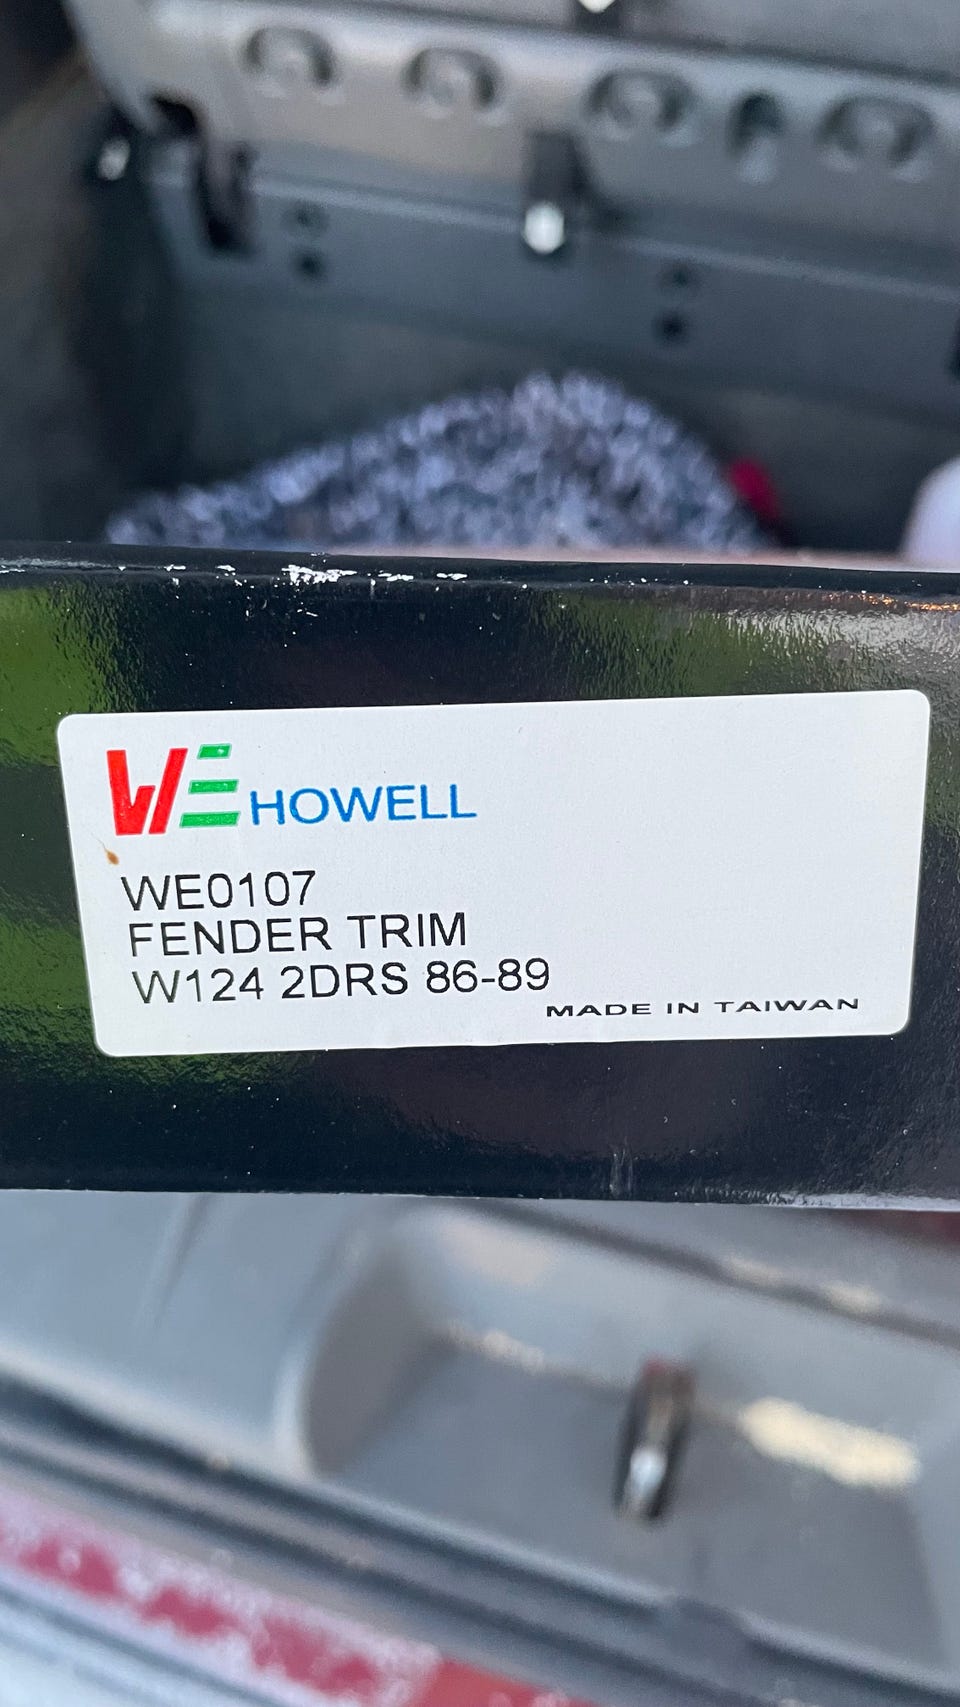 WE HOWELL
WE0107
FENDER TRIM
W124 2DRS 86-89
MADE IN TAIWAN